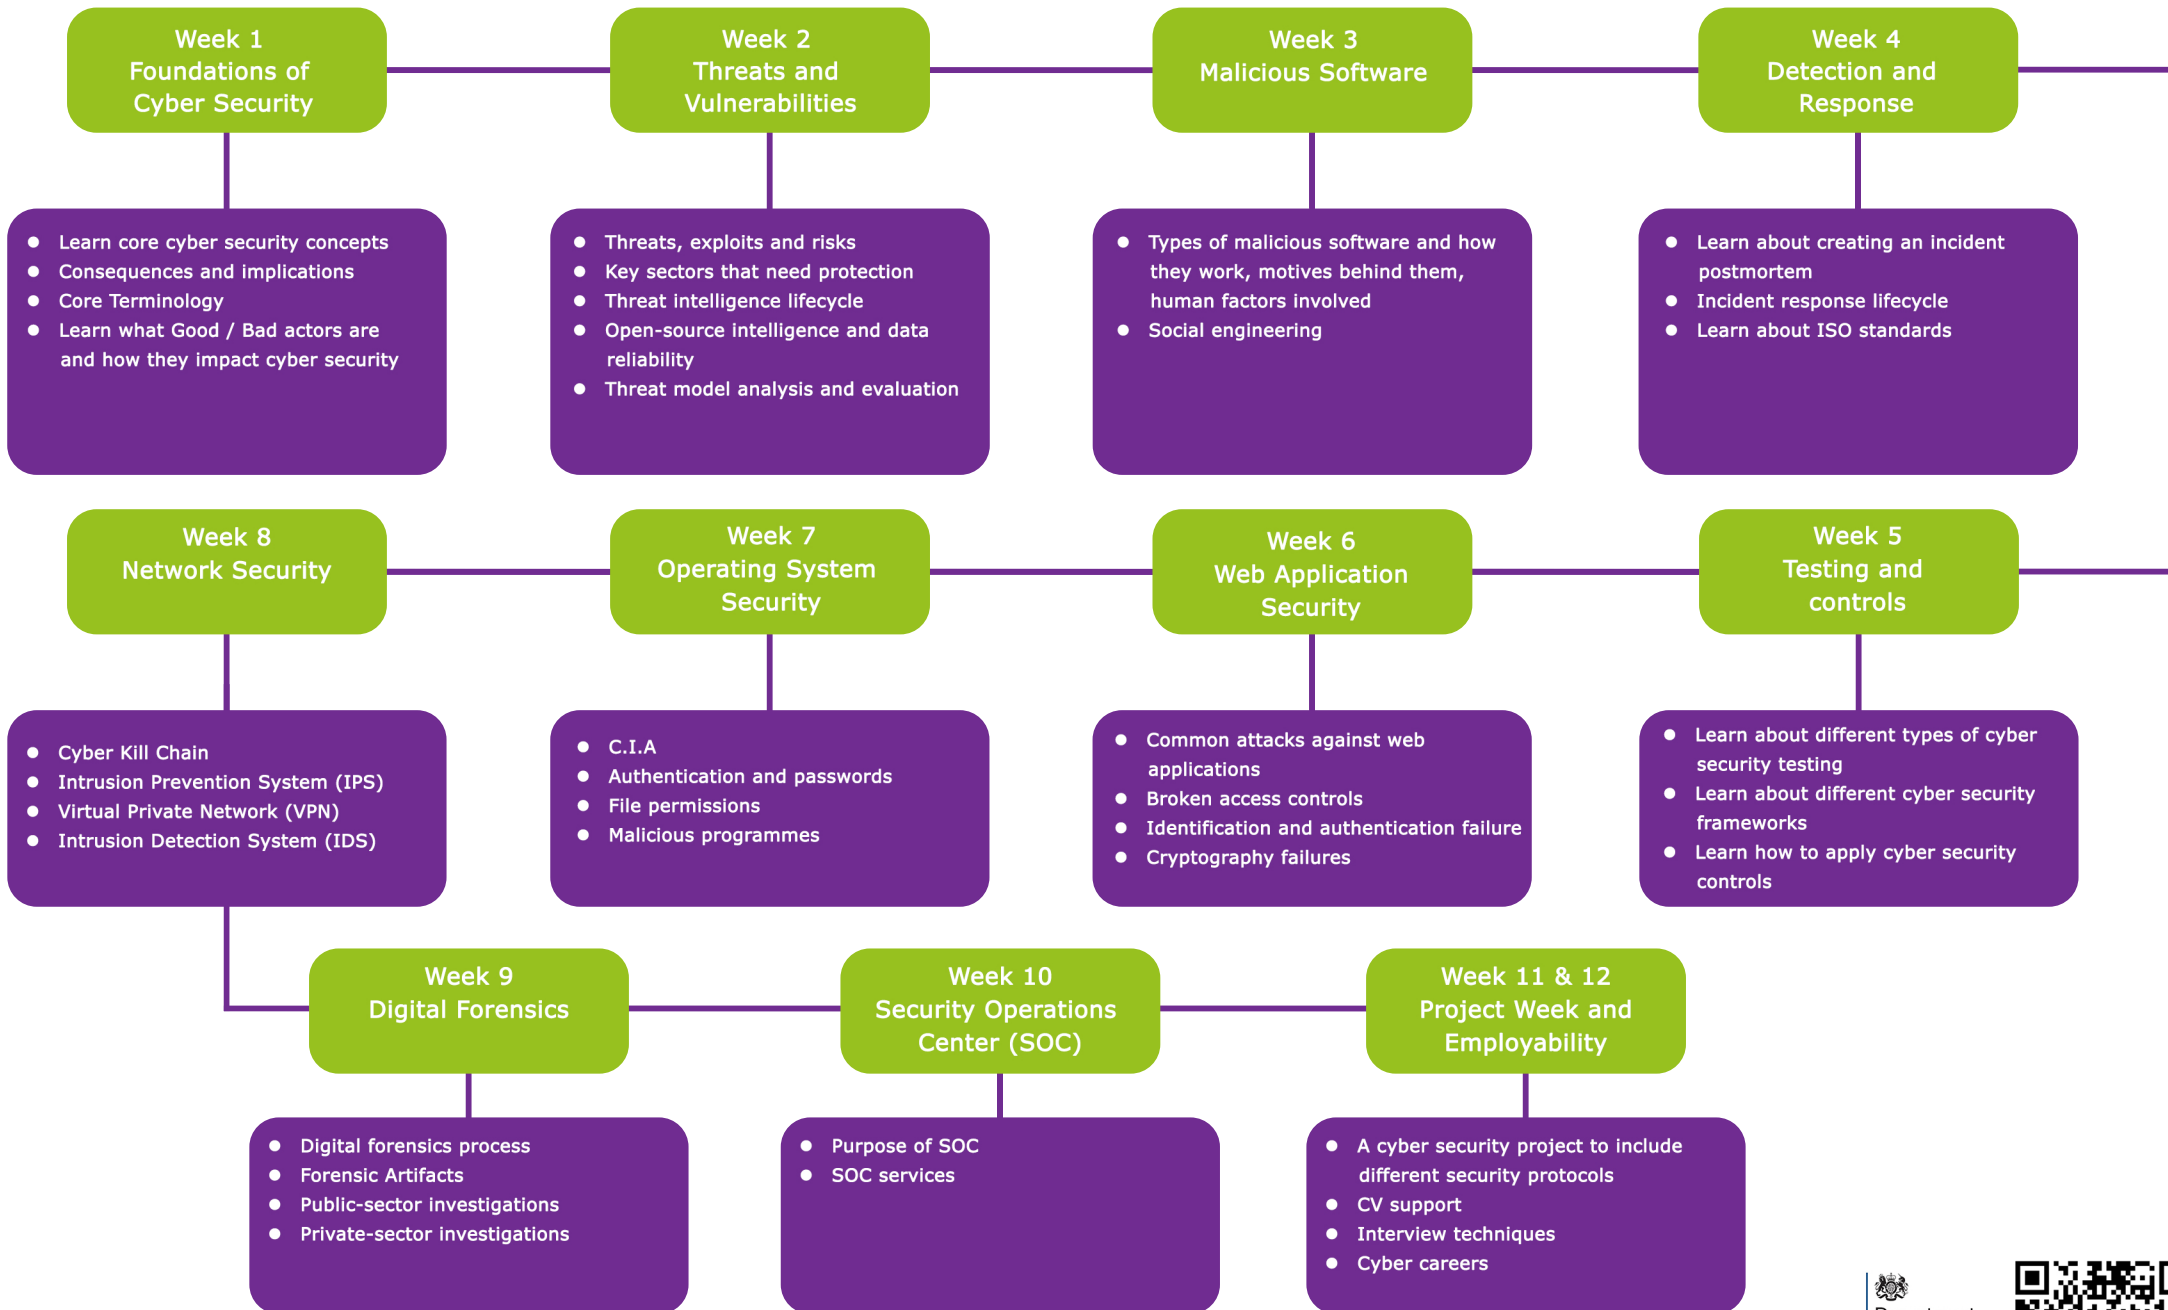 Week 1
Foundations of
Cyber Security
● Learn core cyber security concepts
● Consequences and implications
● Core Terminology
● Learn what Good / Bad actors are
and how they impact cyber security
Week 2
Threats and
Vulnerabilities
● Threats, exploits and risks
● Key sectors that need protection
● Threat intelligence lifecycle
● Open-source intelligence and data
reliability
● Threat model analysis and evaluation
Week 3
Malicious Software
● Types of malicious software and how
they work, motives behind them,
human factors involved
● Social engineering
Week 4
Detection and
Response
● Learn about creating an incident
postmortem
● Incident response lifecycle
● Learn about ISO standards
Week 5
Testing and
controls
● Learn about different types of cyber
security testing
● Learn about different cyber security
frameworks
● Learn how to apply cyber security
controls
Week 6
Web Application
Security
● Common attacks against web
applications
● Broken access controls
● Identification and authentication failure
● Cryptography failures
Week 7
Operating System
Security
● C.I.A
● Authentication and passwords
● File permissions
● Malicious programmes
Week 8
Network Security
● Cyber Kill Chain
● Intrusion Prevention System (IPS)
● Virtual Private Network (VPN)
● Intrusion Detection System (IDS)
Week 9
Digital Forensics
● Digital forensics process
● Forensic Artifacts
● Public-sector investigations
● Private-sector investigations
Week 10
Security Operations
Center (SOC)
● Purpose of SOC
● SOC services
Week 11 & 12
Project Week and
Employability
● A cyber security project to include
different security protocols
● CV support
● Interview techniques
● Cyber careers